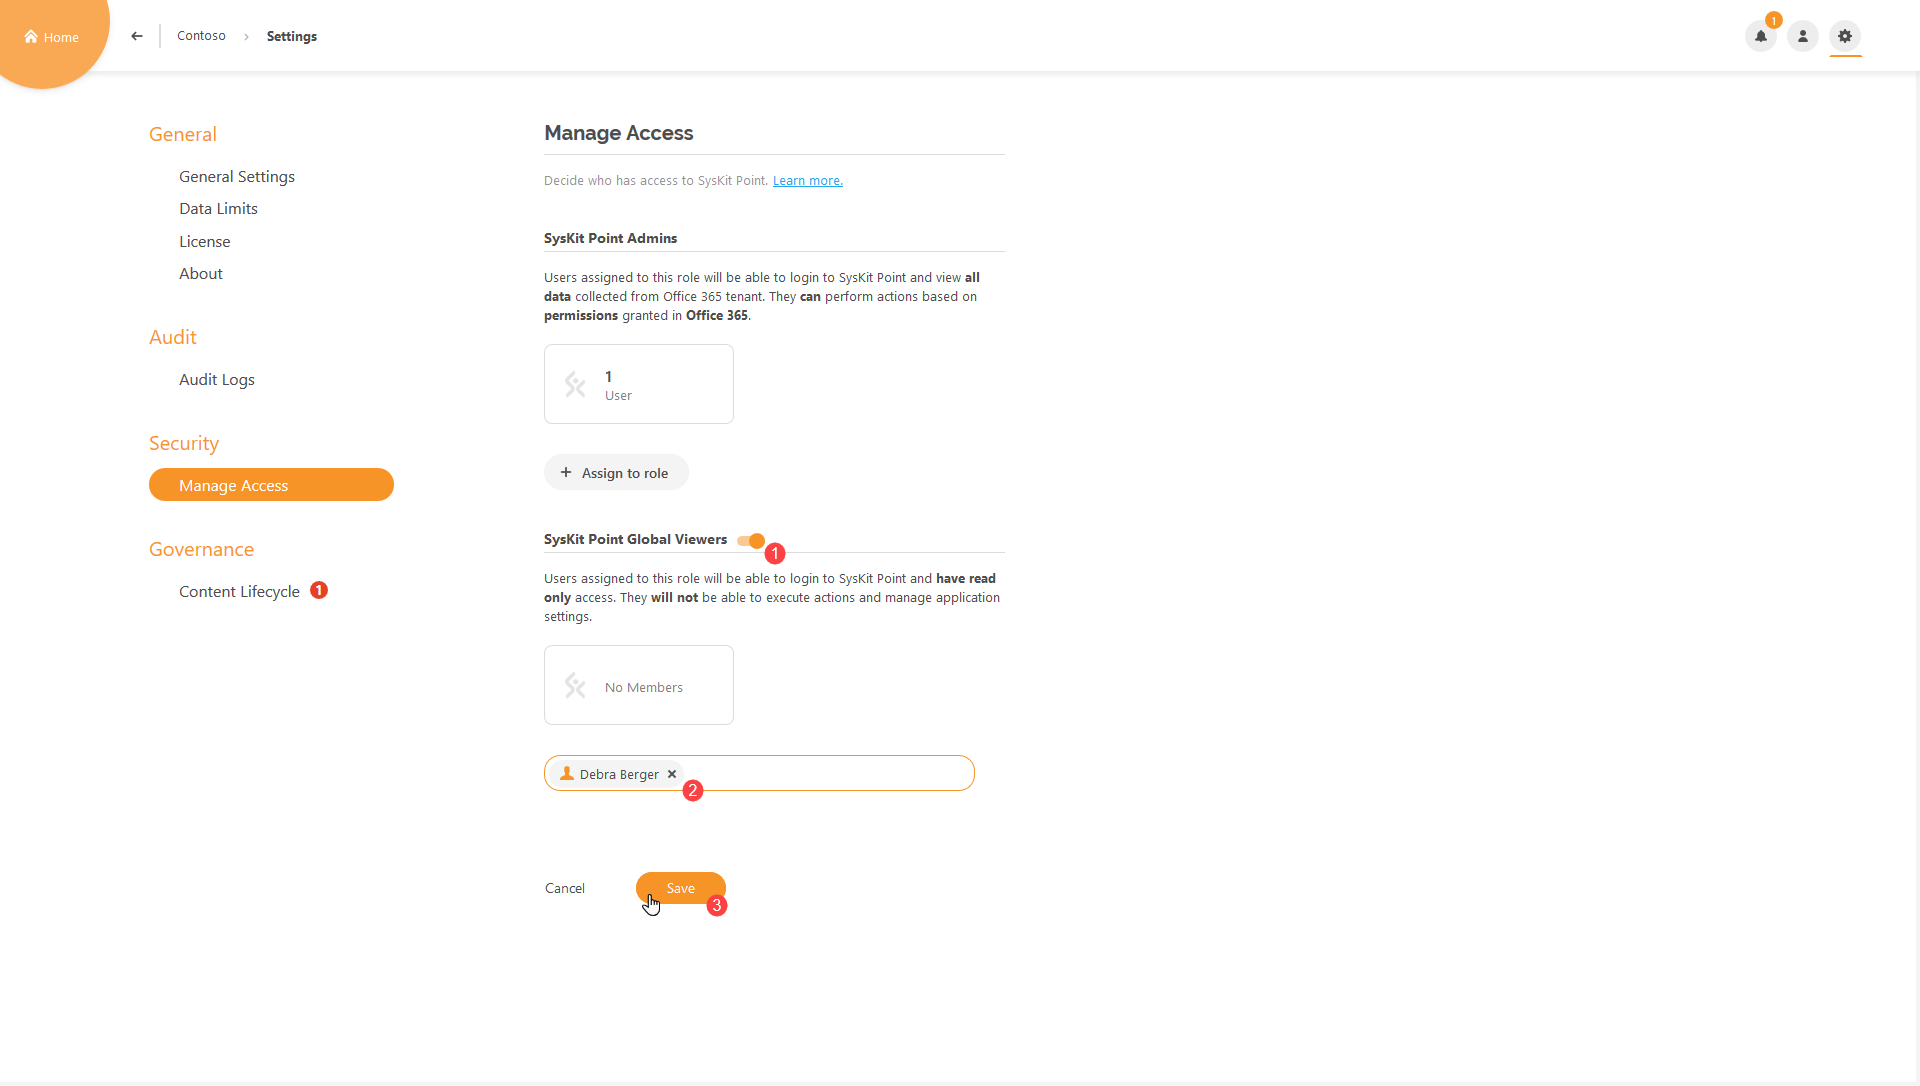 Home
Contoso
Settings
1
General
General Settings
Data Limits
License
About
Audit
Audit Logs
Security
Manage Access
Governance
Content Lifecycle 1
Manage Access
Decide who has access to SysKit Point. Learn more.
SysKit Point Admins
Users assigned to this role will be able to login to SysKit Point and view all
data collected from Office 365 tenant. They can perform actions based on
permissions granted in Office 365.
1
User
+ Assign to role
SysKit Point Global Viewers
1
Users assigned to this role will be able to login to SysKit Point and have read
only access. They will not be able to execute actions and manage application
settings.
No Members
Debra Berger
2
Cancel
Save
3